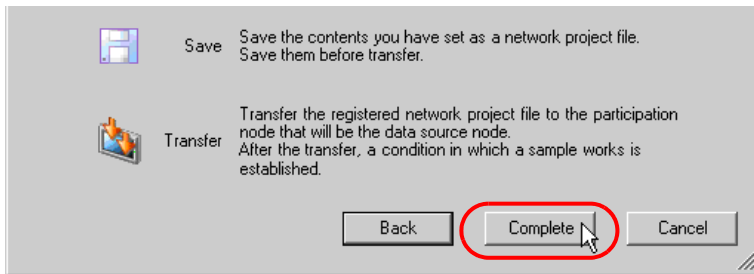 Save
Save the contents you have set as a network project file.
Save them before transfer.
Transfer
Transfer the registered network project file to the participation
node that will be the data source node.
After the transfer, a condition in which a sample works is
established.
Back
Complete
Cancel